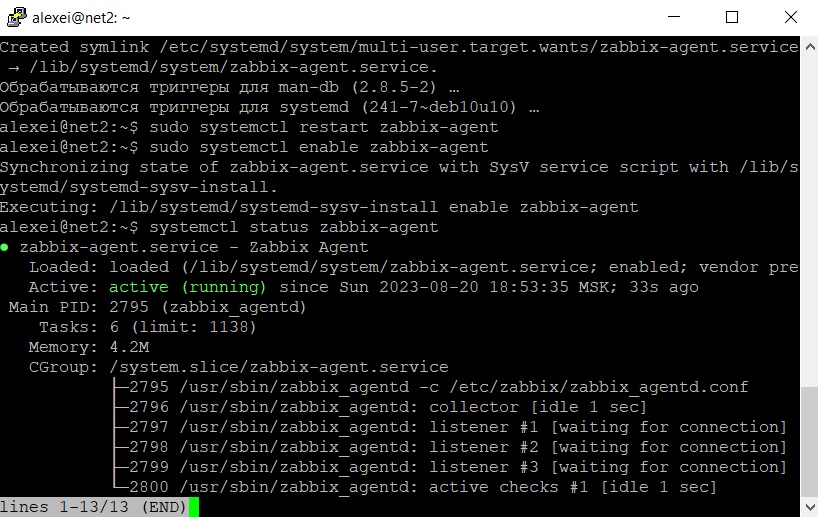 alexei@net2: ~
Created symlink /etc/systemd/system/multi-user.target.wants/zabbix-agent.service
 → /lib/systemd/system/zabbix-agent.service.
Обрабатываются триггеры для man-db (2.8.5-2) …
Обрабатываются триггеры для systemd (241-7~deb10u10) …
alexei@net2:~$ sudo systemctl restart zabbix-agent
alexei@net2:~$ sudo systemctl enable zabbix-agent
Synchronizing state of zabbix-agent.service with SysV service script with /lib/s
ystemd/systemd-sysv-install.
Executing: /lib/systemd/systemd-sysv-install enable zabbix-agent
alexei@net2:~$ systemctl status zabbix-agent
● zabbix-agent.service - Zabbix Agent
   Loaded: loaded (/lib/systemd/system/zabbix-agent.service; enabled; vendor pre
   Active: active (running) since Sun 2023-08-20 18:53:35 MSK; 33s ago
 Main PID: 2795 (zabbix_agentd)
    Tasks: 6 (limit: 1138)
   Memory: 4.2M
   CGroup: /system.slice/zabbix-agent.service
           ├─2795 /usr/sbin/zabbix_agentd -c /etc/zabbix/zabbix_agentd.conf
           ├─2796 /usr/sbin/zabbix_agentd: collector [idle 1 sec]
           ├─2797 /usr/sbin/zabbix_agentd: listener #1 [waiting for connection]
           ├─2798 /usr/sbin/zabbix_agentd: listener #2 [waiting for connection]
           ├─2799 /usr/sbin/zabbix_agentd: listener #3 [waiting for connection]
           └─2800 /usr/sbin/zabbix_agentd: active checks #1 [idle 1 sec]
lines 1-13/13 (END)